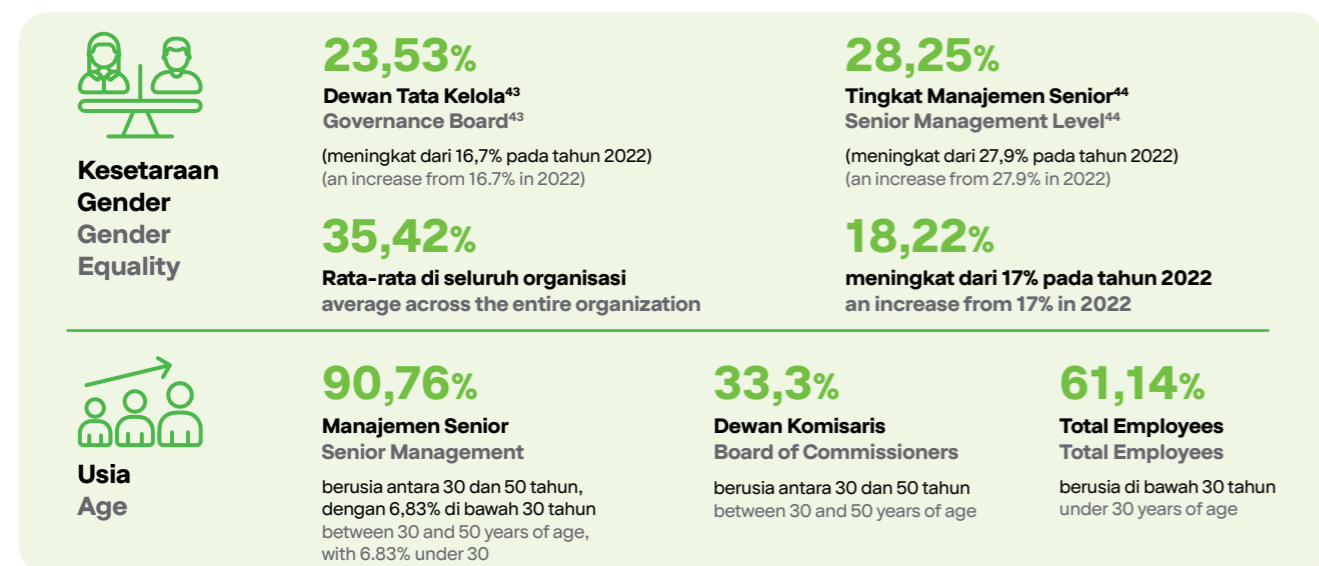 Kesetaraan
Gender
Gender
Equality
23,53%
Dewan Tata Kelola⁴³
Governance Board⁴³
(meningkat dari 16,7% pada tahun 2022)
(an increase from 16.7% in 2022)
28,25%
Tingkat Manajemen Senior⁴⁴
Senior Management Level⁴⁴
(meningkat dari 27,9% pada tahun 2022)
(an increase from 27.9% in 2022)
35,42%
Rata-rata di seluruh organisasi
average across the entire organization
18,22%
meningkat dari 17% pada tahun 2022
an increase from 17% in 2022
Usia
Age
90,76%
Manajemen Senior
Senior Management
berusia antara 30 dan 50 tahun,
dengan 6,83% di bawah 30 tahun
between 30 and 50 years of age,
with 6.83% under 30
33,3%
Dewan Komisaris
Board of Commissioners
berusia antara 30 dan 50 tahun
between 30 and 50 years of age
61,14%
Total Employees
Total Employees
berusia di bawah 30 tahun
under 30 years of age